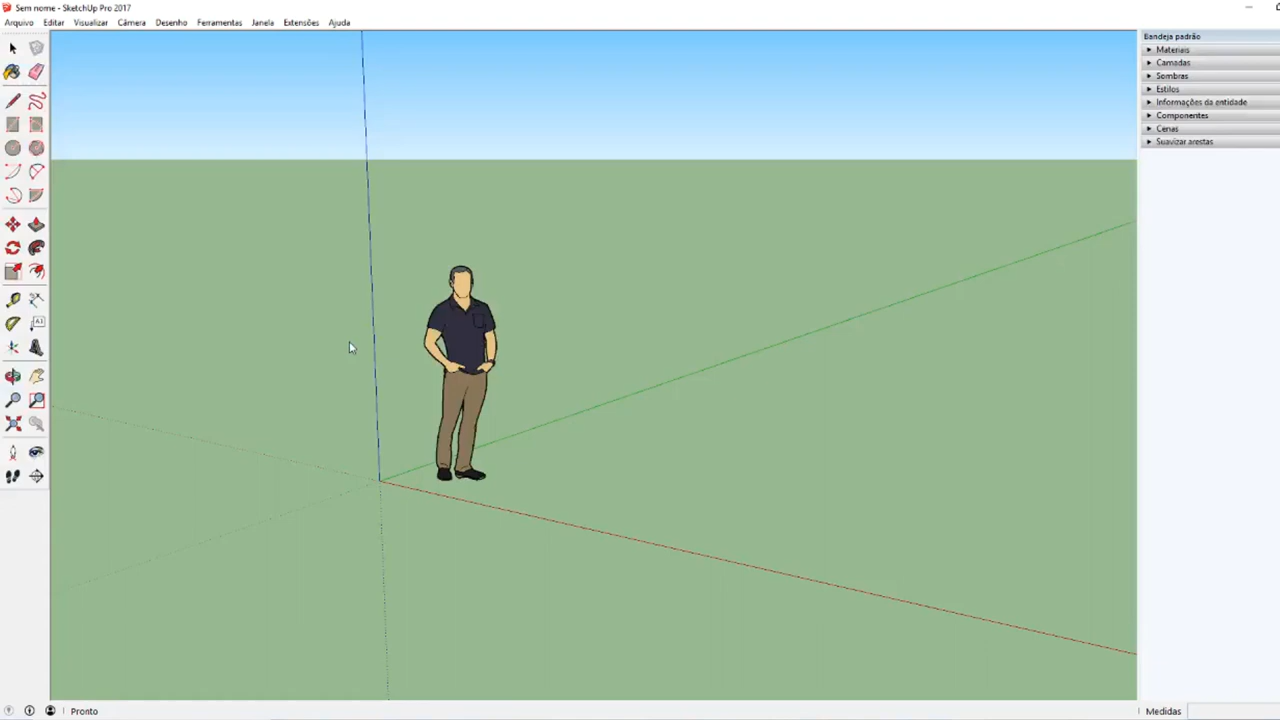 Sem nome - SketchUp Pro 2017
Arquivo Editar Visualizar Câmera Desenho Ferramentas Janela Extensões Ajuda
Bandeja padrão
Materiais
Camadas
Sombras
Estilos
Informações da entidade
Componentes
Cenas
Suavizar arestas
A1
Pronto
Medidas